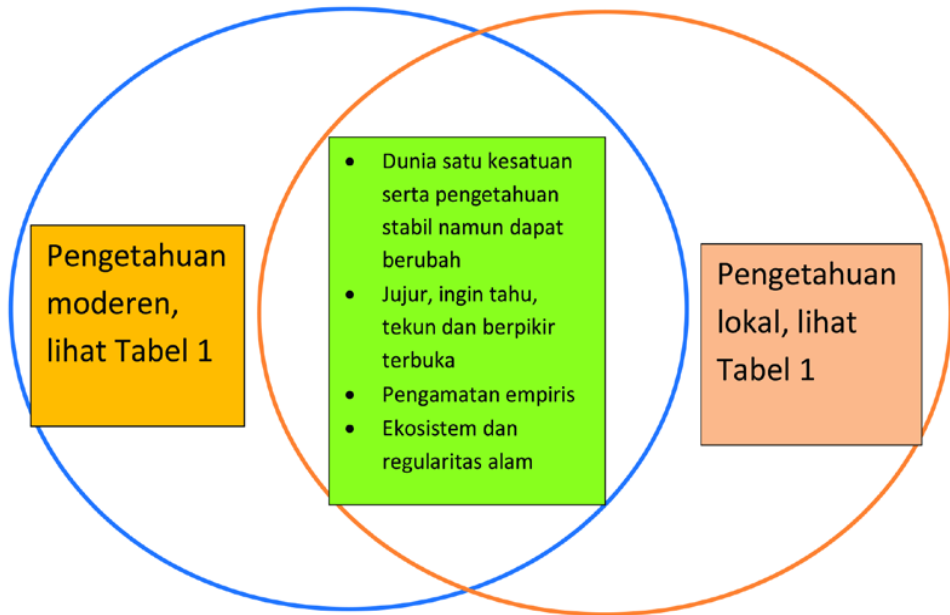 Pengetahuan
moderen,
lihat Tabel 1
• Dunia satu kesatuan
serta pengetahuan
stabil namun dapat
berubah
• Jujur, ingin tahu,
tekun dan berpikir
terbuka
• Pengamatan empiris
• Ekosistem dan
regularitas alam
Pengetahuan
lokal, lihat
Tabel 1